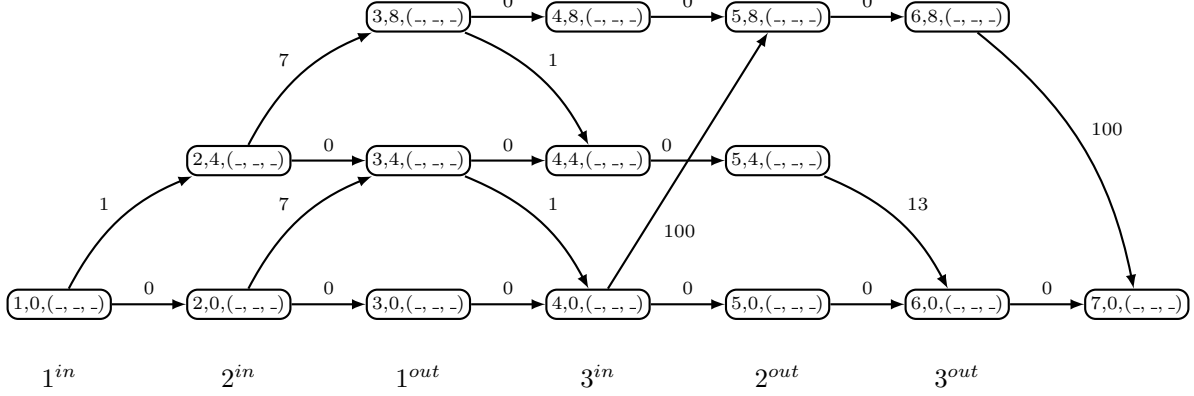 0 0 0
3,8,(_, _, _) 4,8,(_, _, _) 5,8,(_, _, _) 6,8,(_, _, _)
7 1
100
0 0 0
2,4,(_, _, _) 3,4,(_, _, _) 4,4,(_, _, _) 5,4,(_, _, _)
1 7 1 13
100
0 0 0 0 0 0
1,0,(_, _, _) 2,0,(_, _, _) 3,0,(_, _, _) 4,0,(_, _, _) 5,0,(_, _, _) 6,0,(_, _, _) 7,0,(_, _, _)
1^{in} 2^{in} 1^{out} 3^{in} 2^{out} 3^{out}